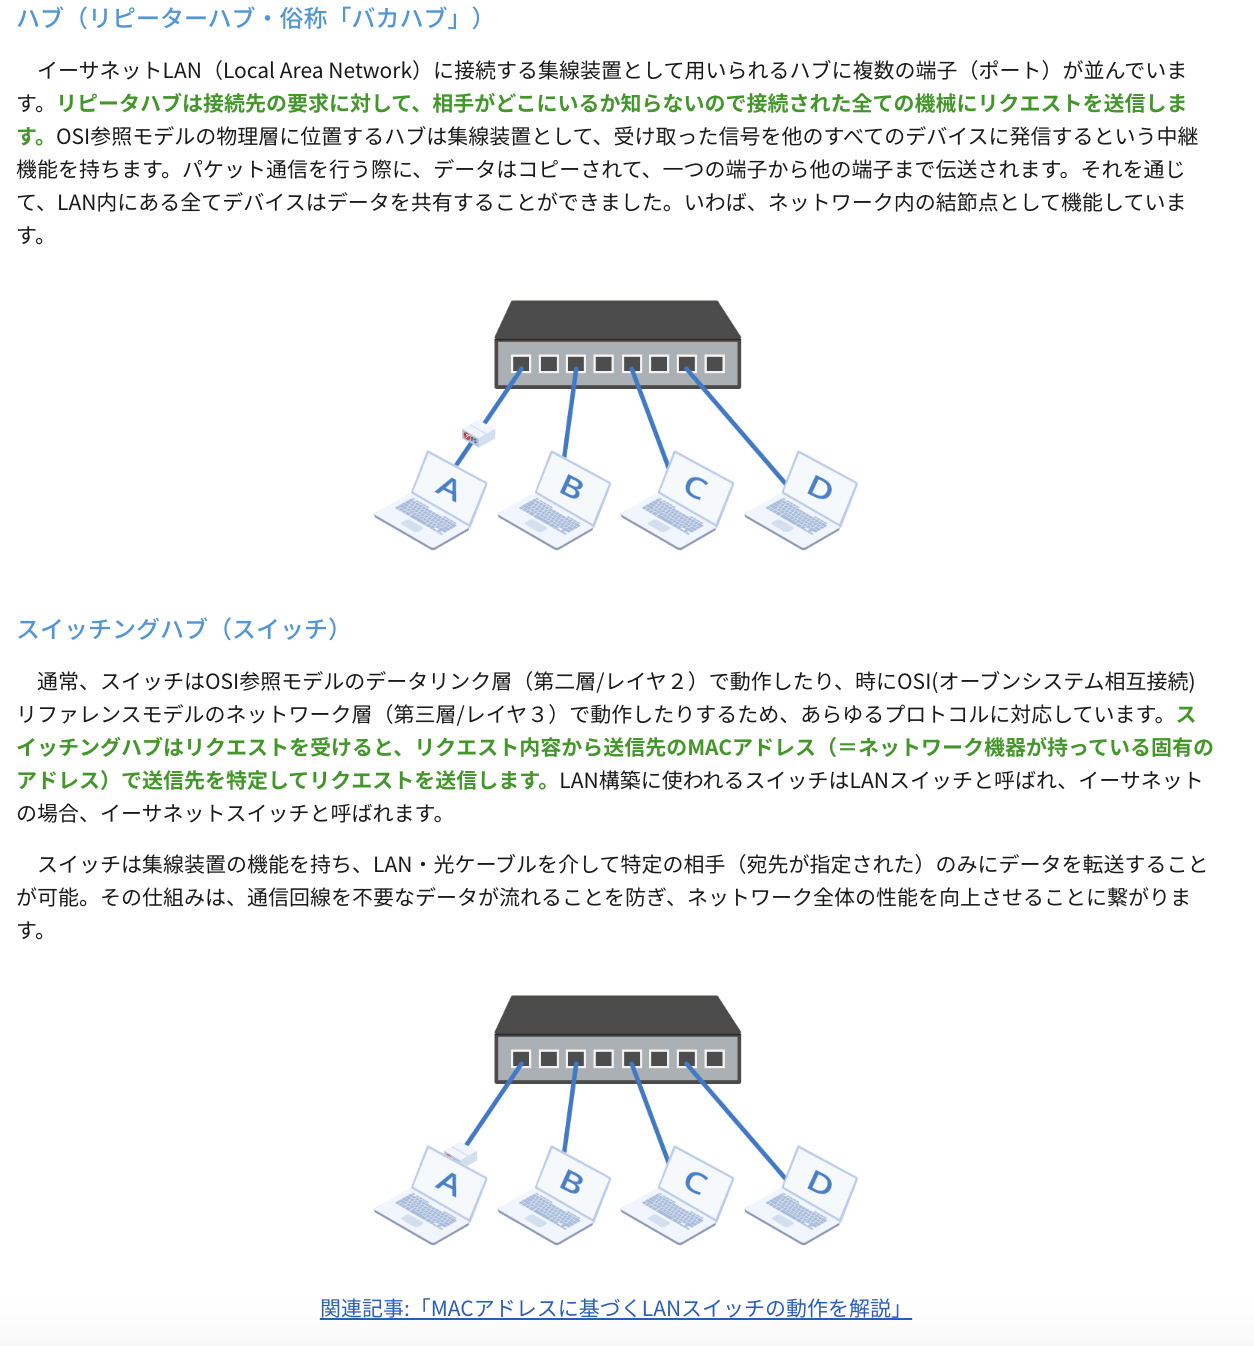 ハブ（リピーターハブ・俗称「バカハブ」）
　イーサネットLAN（Local Area Network）に接続する集線装置として用いられるハブに複数の端子（ポート）が並んでいま
す。リピータハブは接続先の要求に対して、相手がどこにいるか知らないので接続された全ての機械にリクエストを送信しま
す。OSI参照モデルの物理層に位置するハブは集線装置として、受け取った信号を他のすべてのデバイスに発信するという中継
機能を持ちます。パケット通信を行う際に、データはコピーされて、一つの端子から他の端子まで伝送されます。それを通じ
て、LAN内にある全てデバイスはデータを共有することができました。いわば、ネットワーク内の結節点として機能していま
す。
A B C D
スイッチングハブ（スイッチ）
　通常、スイッチはOSI参照モデルのデータリンク層（第二層/レイヤ２）で動作したり、時にOSI(オープンシステム相互接続)
リファレンスモデルのネットワーク層（第三層/レイヤ３）で動作したりするため、あらゆるプロトコルに対応しています。ス
イッチングハブはリクエストを受けると、リクエスト内容から送信先のMACアドレス（＝ネットワーク機器が持っている固有の
アドレス）で送信先を特定してリクエストを送信します。LAN構築に使われるスイッチはLANスイッチと呼ばれ、イーサネット
の場合、イーサネットスイッチと呼ばれます。
　スイッチは集線装置の機能を持ち、LAN・光ケーブルを介して特定の相手（宛先が指定された）のみにデータを転送すること
が可能。その仕組みは、通信回線を不要なデータが流れることを防ぎ、ネットワーク全体の性能を向上させることに繋がりま
す。
A B C D
関連記事:「MACアドレスに基づくLANスイッチの動作を解説」